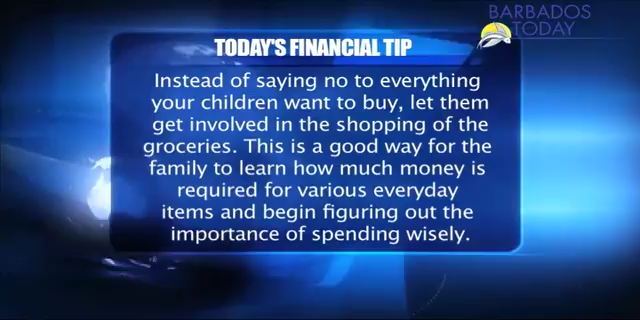 BARBADOS
TODAY
TODAY'S FINANCIAL TIP
Instead of saying no to everything
your children want to buy, let them
get involved in the shopping of the
groceries. This is a good way for the
family to learn how much money is
required for various everyday
items and begin figuring out the
importance of spending wisely.